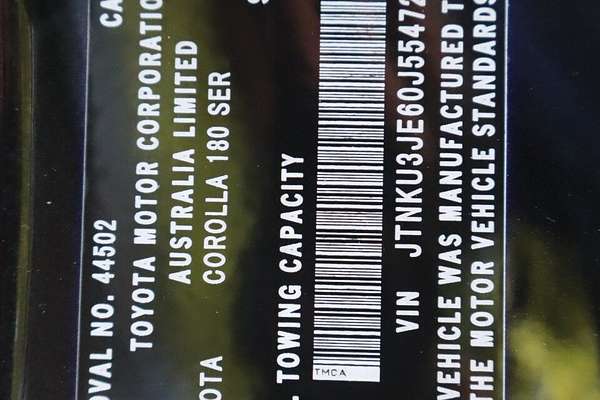 OVAL NO. 44502 CA
TOYOTA MOTOR CORPORATIO
AUSTRALIA LIMITED
OTA COROLLA 180 SER S
TOWING CAPACITY
TMCA
VIN JTNKU3JE60J55472
VEHICLE WAS MANUFACTURED T
THE MOTOR VEHICLE STANDARDS